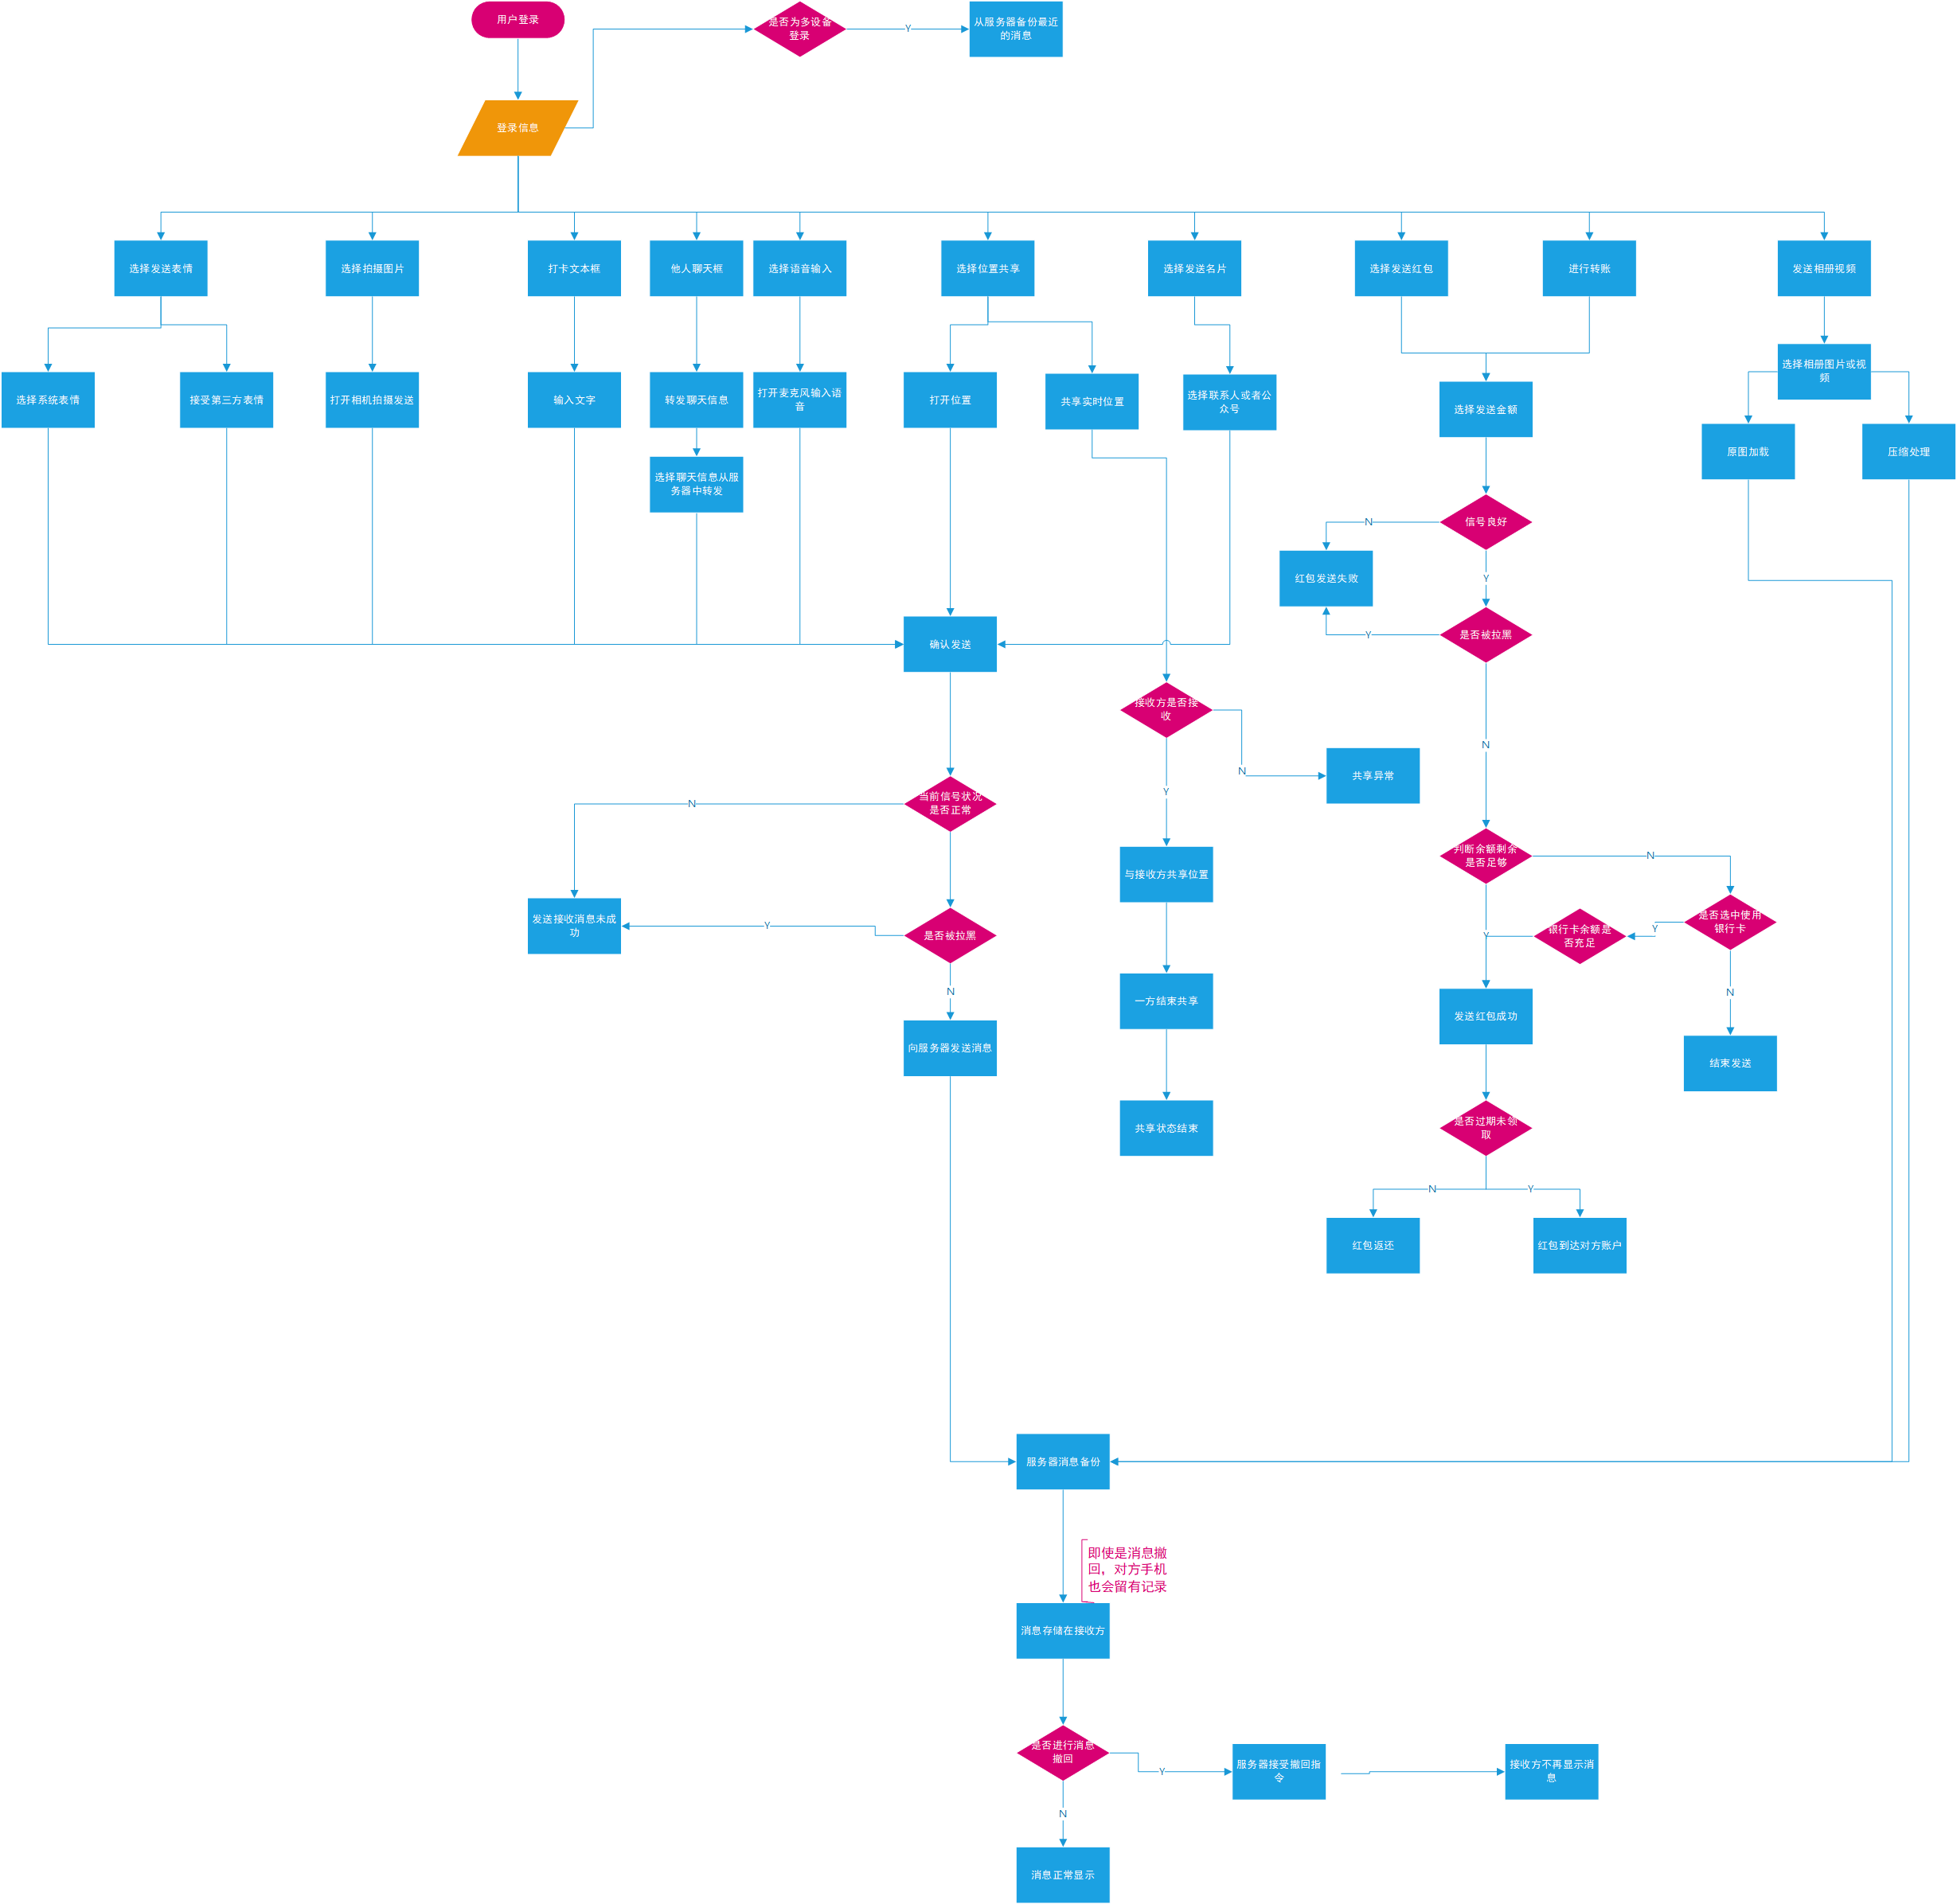 用户登录
是否为多设备
登录
Y
从服务器备份最近
的消息
登录信息
选择发送表情
选择拍摄图片
打卡文本框
他人聊天框
选择语音输入
选择位置共享
选择发送名片
选择发送红包
进行转账
发送相册视频
选择系统表情
接受第三方表情
打开相机拍摄发送
输入文字
转发聊天信息
打开麦克风输入语
音
打开位置
共享实时位置
选择联系人或者公
众号
选择发送金额
选择相册图片或视
频
原图加载
压缩处理
选择聊天信息从服
务器中转发
信号良好
N
红包发送失败
Y
是否被拉黑
Y
确认发送
接收方是否接
收
N
共享异常
N
当前信号状况
是否正常
N
Y
判断余额剩余
是否足够
N
与接收方共享位置
发送接收消息未成
功
Y
是否被拉黑
Y
银行卡余额是
否充足
Y
是否选中使用
银行卡
N
N
一方结束共享
发送红包成功
向服务器发送消息
结束发送
共享状态结束
是否过期未领
取
N
Y
红包返还
红包到达对方账户
服务器消息备份
即使是消息撤
回，对方手机
也会留有记录
消息存储在接收方
是否进行消息
撤回
Y
服务器接受撤回指
令
接收方不再显示消
息
N
消息正常显示